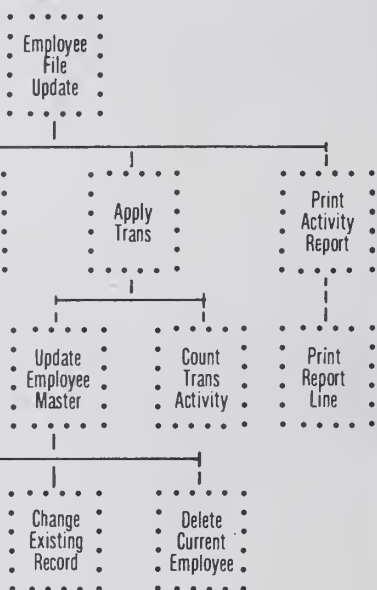 Employee
File
Update
Apply
Trans
Print
Activity
Report
Update
Employee
Master
Count
Trans
Activity
Print
Report
Line
Change
Existing
Record
Delete
Current
Employee